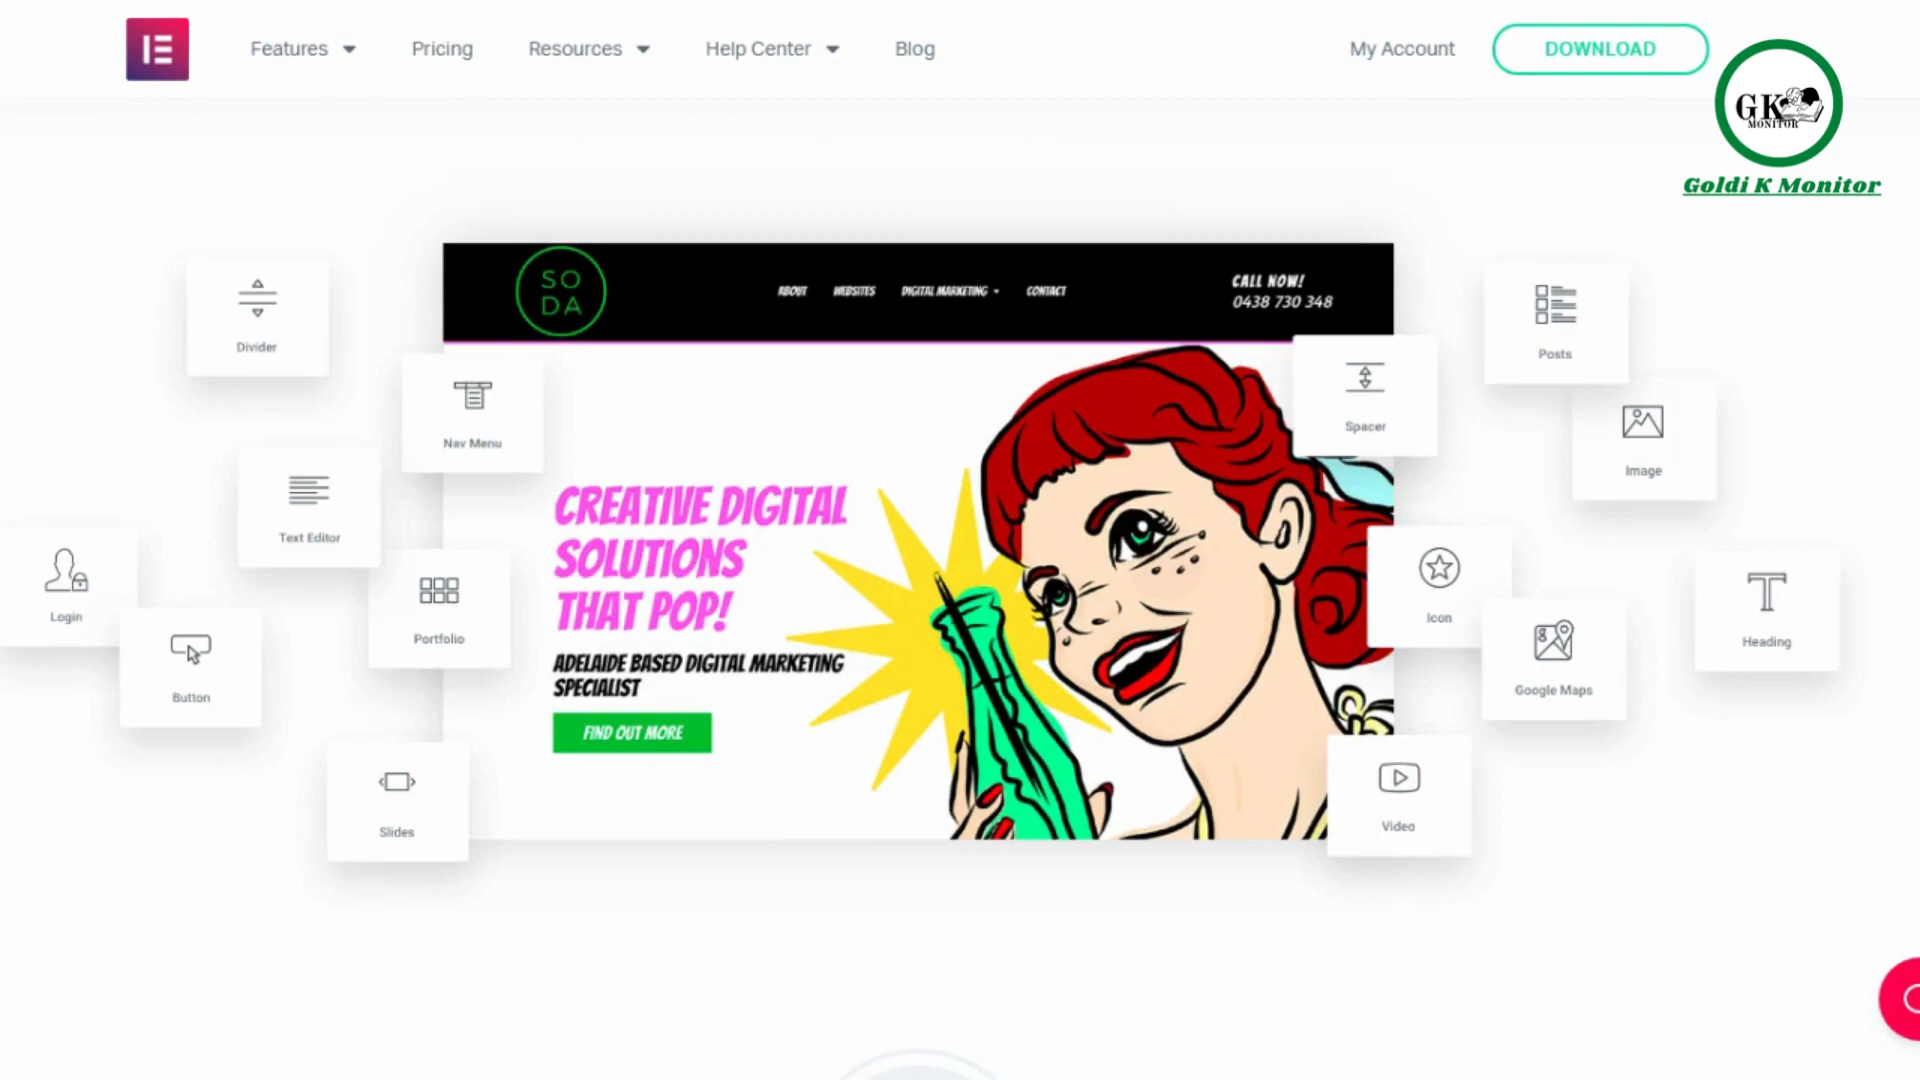 Features
Pricing
Resources
Help Center
Blog
My Account
DOWNLOAD
GK
MONITOR
Goldi K Monitor
SO
DA
ABOUT
WEBSITES
DIGITAL MARKETING
CONTACT
CALL NOW!
0438 730 348
Divider
Nav Menu
Text Editor
Login
Portfolio
Button
Slides
CREATIVE DIGITAL
SOLUTIONS
THAT POP!
ADELAIDE BASED DIGITAL MARKETING
SPECIALIST
FIND OUT MORE
Posts
Spacer
Image
Icon
Heading
Google Maps
Video